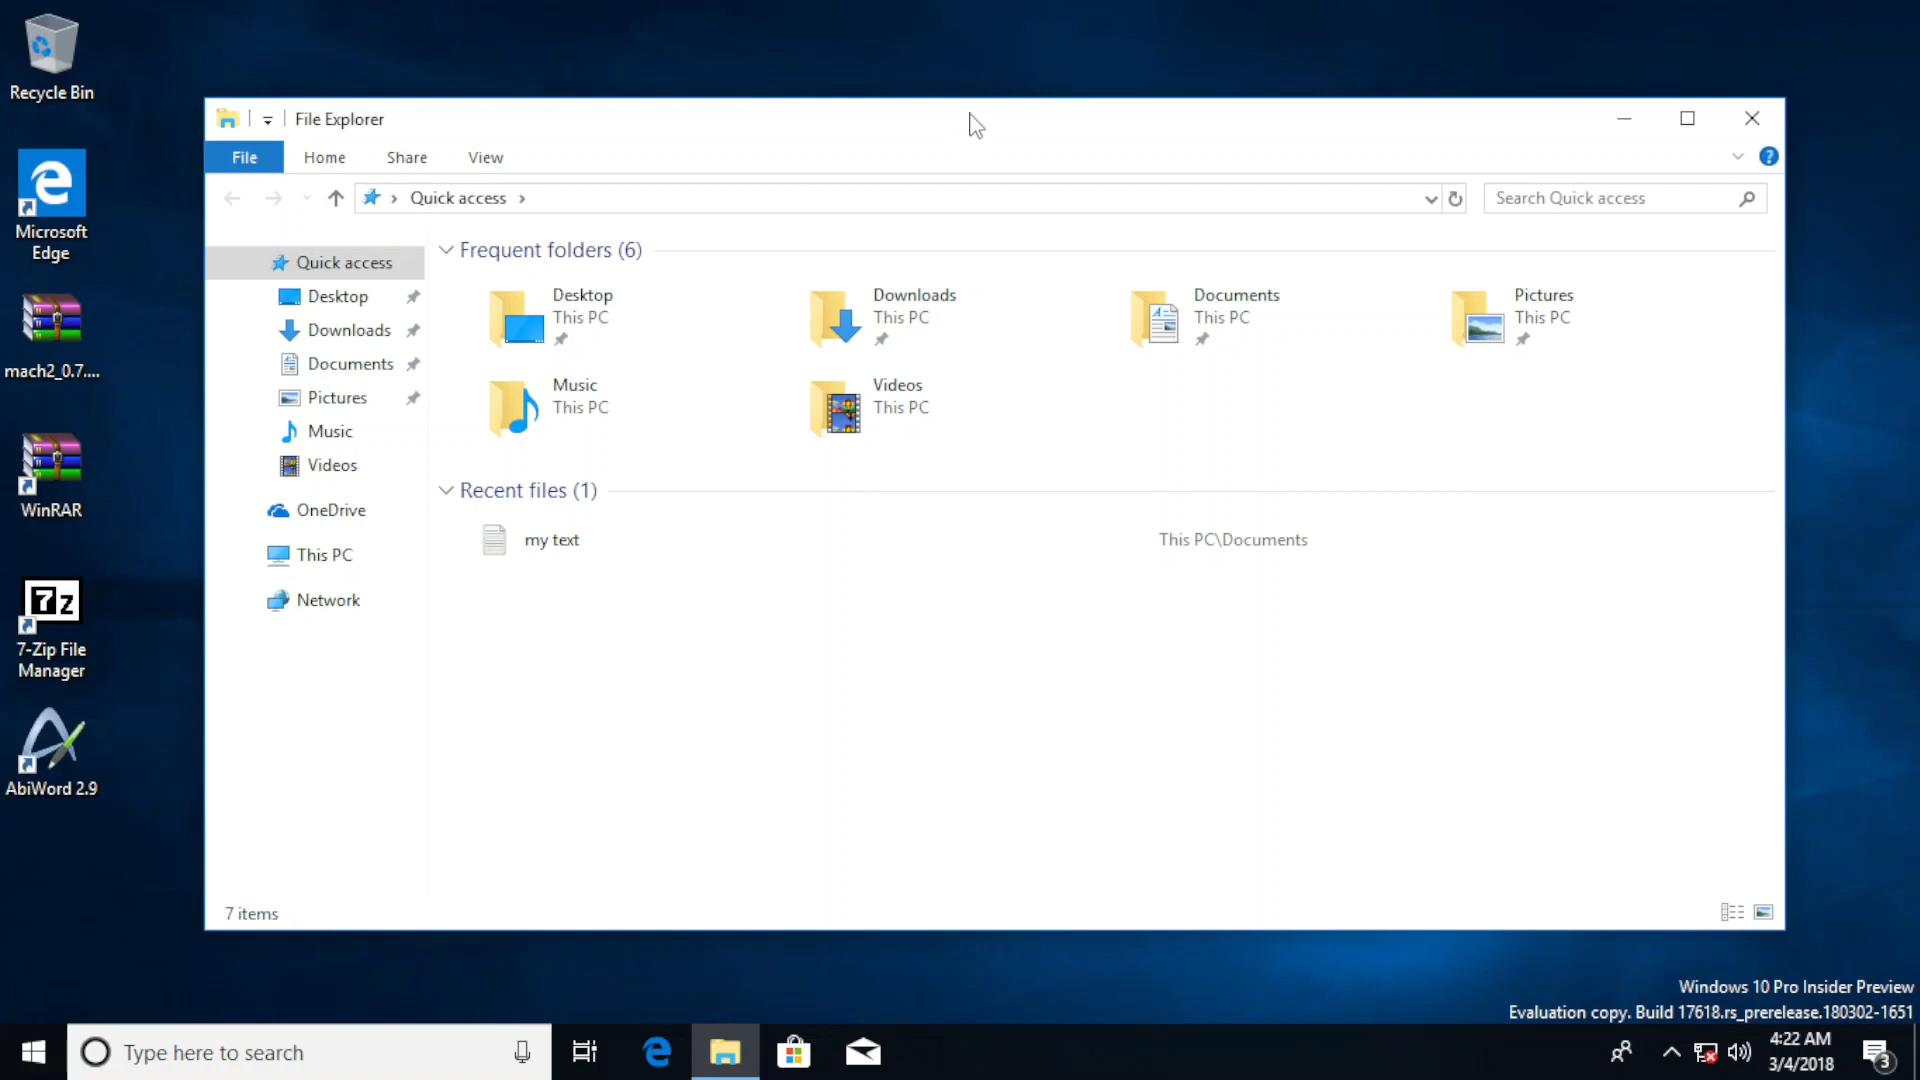 Recycle Bin
Microsoft
Edge
mach2_0.7....
WinRAR
7-Zip File
Manager
AbiWord 2.9
File Explorer
File
Home
Share
View
Quick access
Search Quick access
Quick access
Desktop
Downloads
Documents
Pictures
Music
Videos
OneDrive
This PC
Network
Frequent folders (6)
Desktop
This PC
Downloads
This PC
Documents
This PC
Pictures
This PC
Music
This PC
Videos
This PC
Recent files (1)
my text
This PC\Documents
7 items
Windows 10 Pro Insider Preview
Evaluation copy. Build 17618.rs_prerelease.180302-1651
Type here to search
4:22 AM
3/4/2018
3